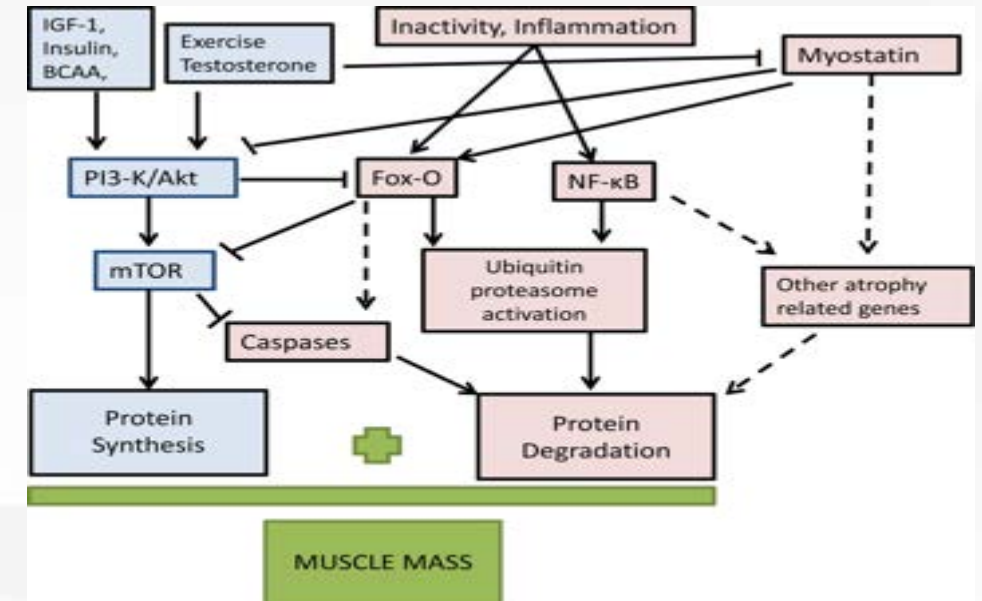 IGF-1,
Insulin,
BCAA,
Exercise
Testosterone
Inactivity, Inflammation
Myostatin
PI3-K/Akt
Fox-O
NF-κB
mTOR
Ubiquitin
proteasome
activation
Other atrophy
related genes
Caspases
Protein
Synthesis
Protein
Degradation
MUSCLE MASS